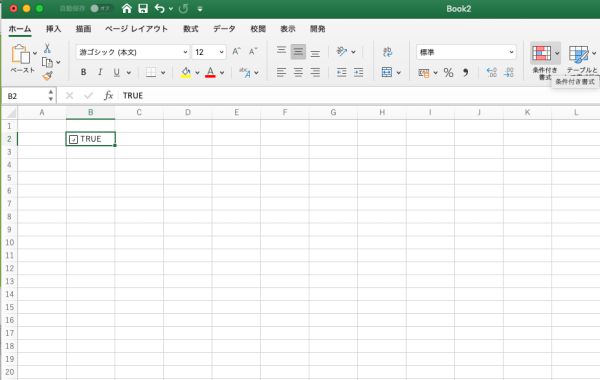 自動保存 オフ
Book2
ホーム 挿入 描画 ページ レイアウト 数式 データ 校閲 表示 開発
ペースト
游ゴシック (本文) 12 A^ A˅
標準
B I U A ab
% 条件付き書式 テーブルと
条件付き書式
B2 fx TRUE
A B C D E F G H I J K L
1
2 TRUE
3
4
5
6
7
8
9
10
11
12
13
14
15
16
17
18
19
20